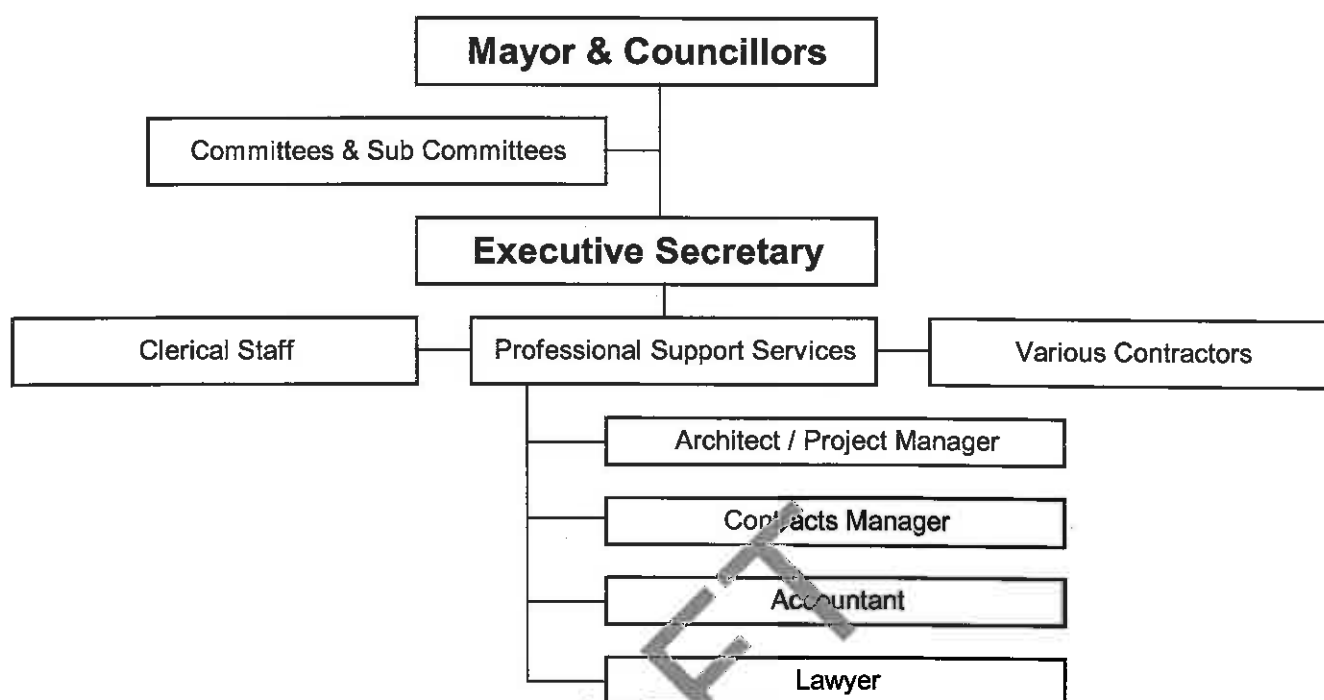 Mayor & Councillors
Committees & Sub Committees
Executive Secretary
Clerical Staff
Professional Support Services
Various Contractors
Architect / Project Manager
Contracts Manager
Accountant
Lawyer